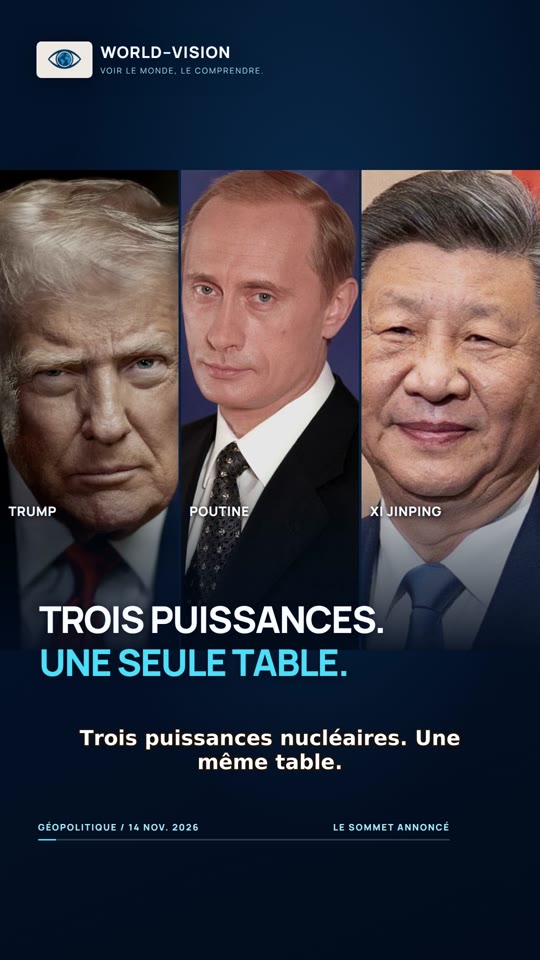 WORLD-VISION
VOIR LE MONDE, LE COMPRENDRE.
TRUMP
POUTINE
XI JINPING
TROIS PUISSANCES.
UNE SEULE TABLE.
Trois puissances nucléaires. Une
même table.
GÉOPOLITIQUE / 14 NOV. 2026
LE SOMMET ANNONCÉ